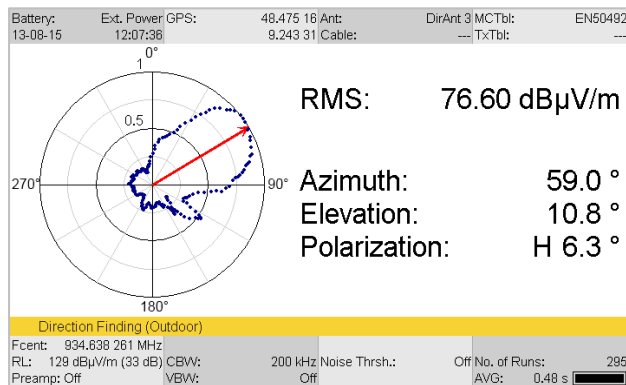 Battery: Ext. Power GPS: 48.475 16 Ant: DirAnt 3 MCTbl: EN50492
13-08-15 12:07:36 9.243 31 Cable: --- TxTbl: ---
0°
1
0.5
270° 90°
180°
RMS: 76.60 dBµV/m
Azimuth: 59.0 °
Elevation: 10.8 °
Polarization: H 6.3 °
Direction Finding (Outdoor)
Fcent: 934.638 261 MHz
RL: 129 dBµV/m (33 dB) CBW: 200 kHz Noise Thrsh.: Off No. of Runs: 295
Preamp: Off VBW: Off AVG: 0.48 s